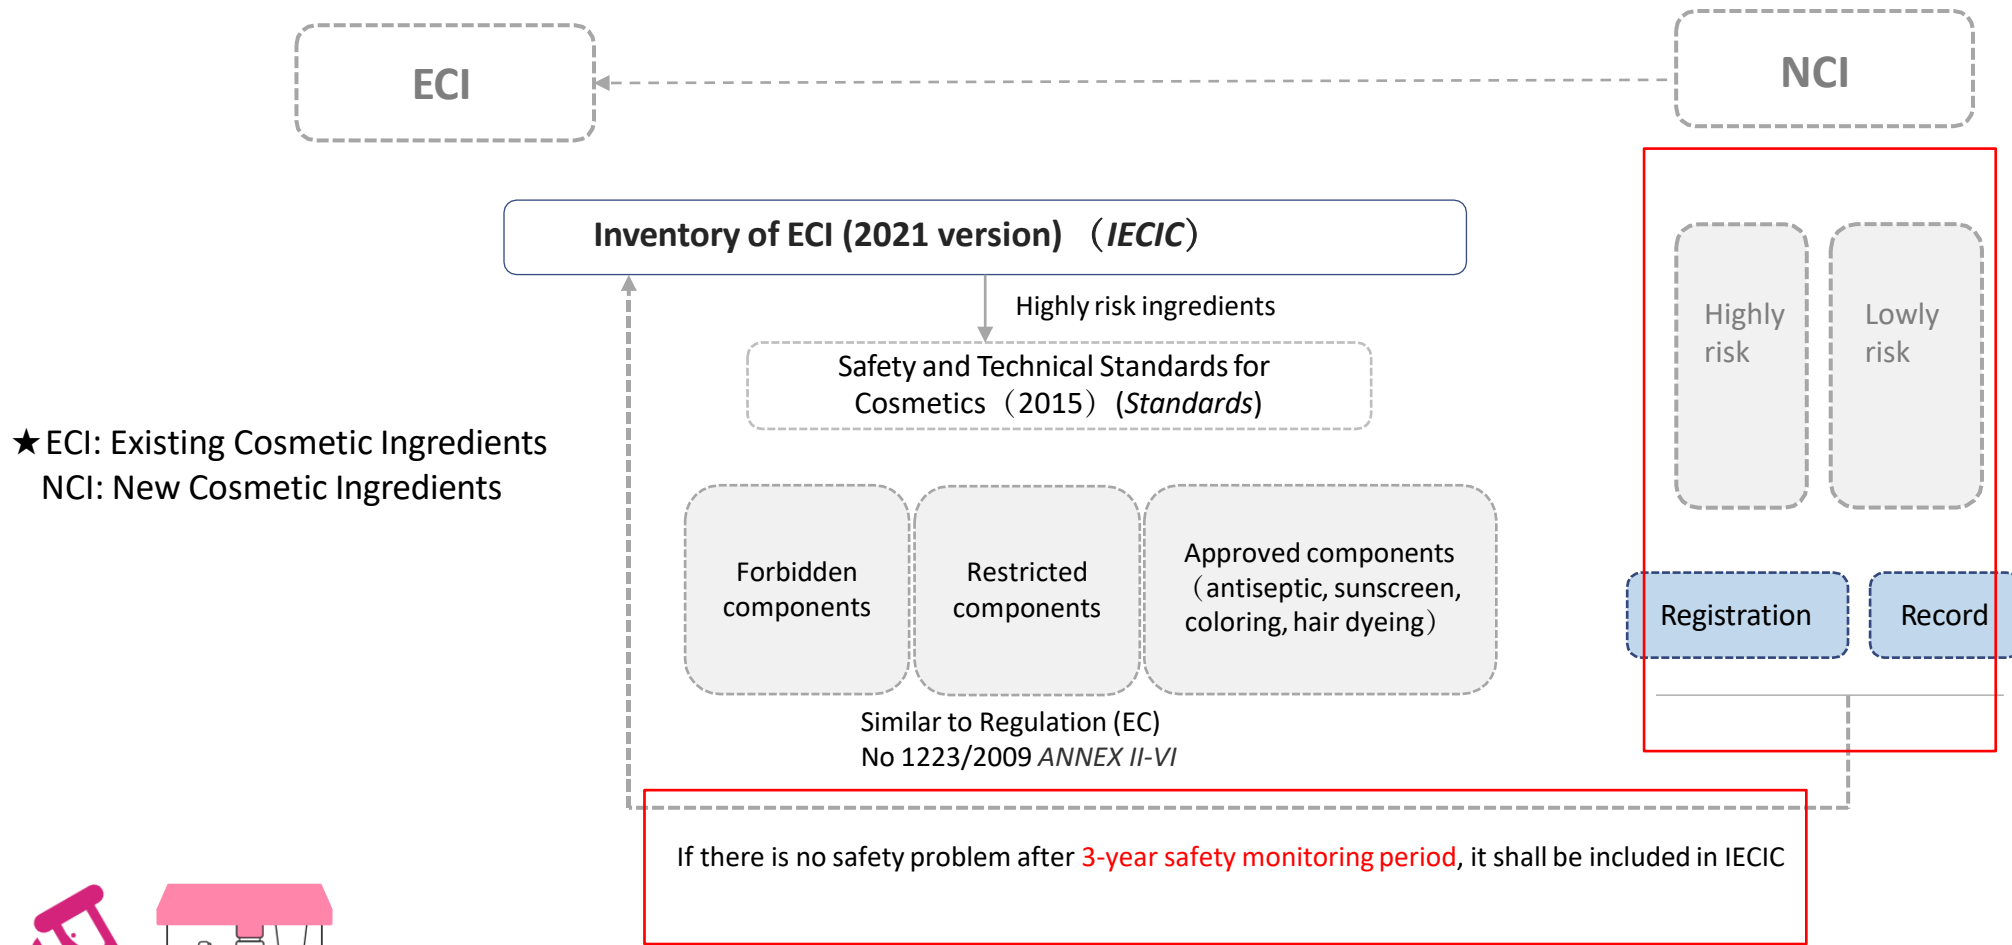 ECI
NCI
Inventory of ECI (2021 version) （IECIC）
Highly risk ingredients
Safety and Technical Standards for
Cosmetics（2015）(Standards)
Highly
risk
Lowly
risk
★ECI: Existing Cosmetic Ingredients
NCI: New Cosmetic Ingredients
Forbidden
components
Restricted
components
Approved components
（antiseptic, sunscreen,
coloring, hair dyeing）
Registration
Record
Similar to Regulation (EC)
No 1223/2009 ANNEX II-VI
If there is no safety problem after 3-year safety monitoring period, it shall be included in IECIC